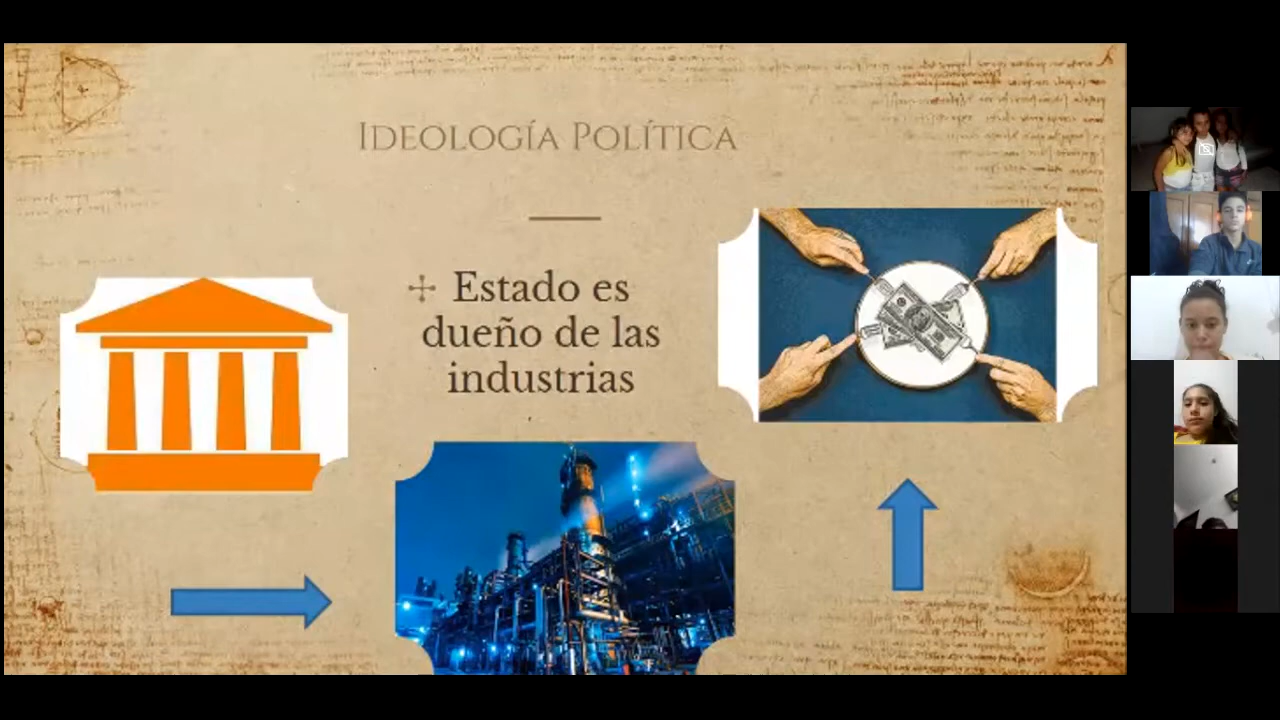 Ideología Política
Estado es
dueño de las
industrias